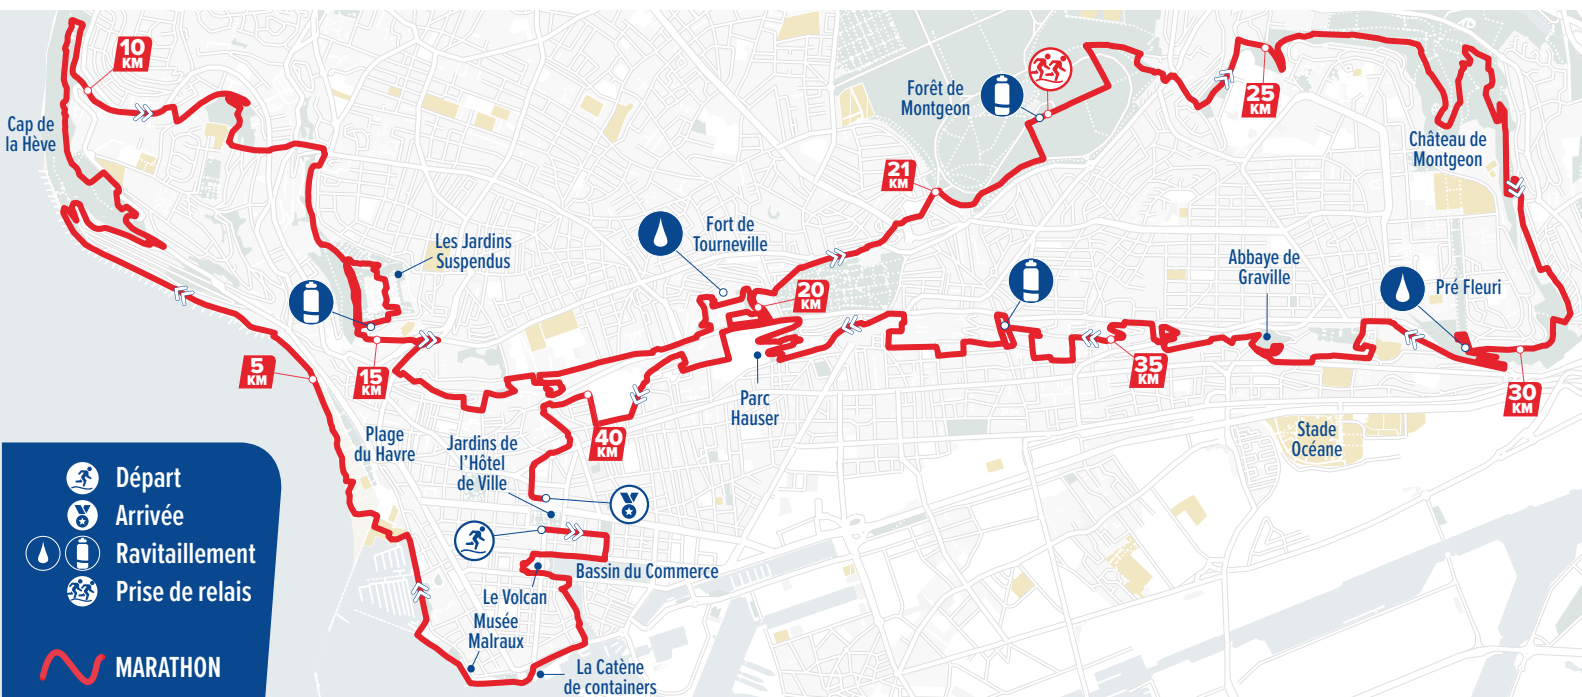 10
KM
Cap de
la Hève
Les Jardins
Suspendus
5
KM
15
KM
Plage
du Havre
Jardins de
l'Hôtel
de Ville
40
KM
Fort de
Tourneville
20
KM
Parc
Hauser
21
KM
Forêt de
Montgeon
25
KM
Château de
Montgeon
Abbaye de
Graville
Pré Fleuri
35
KM
30
KM
Stade
Océane
Bassin du Commerce
Le Volcan
Musée
Malraux
La Catène
de containers
Départ
Arrivée
Ravitaillement
Prise de relais
MARATHON